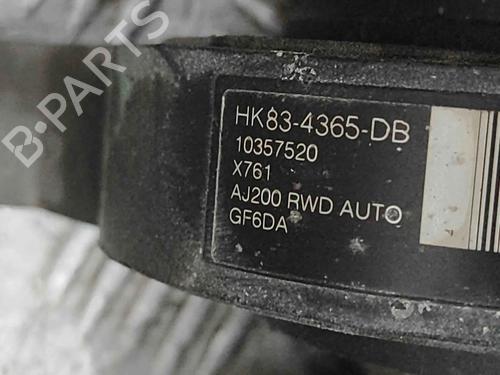 B-PARTS
HK83-4365-DB
10357520
X761
AJ200 RWD AUTO
GF6DA